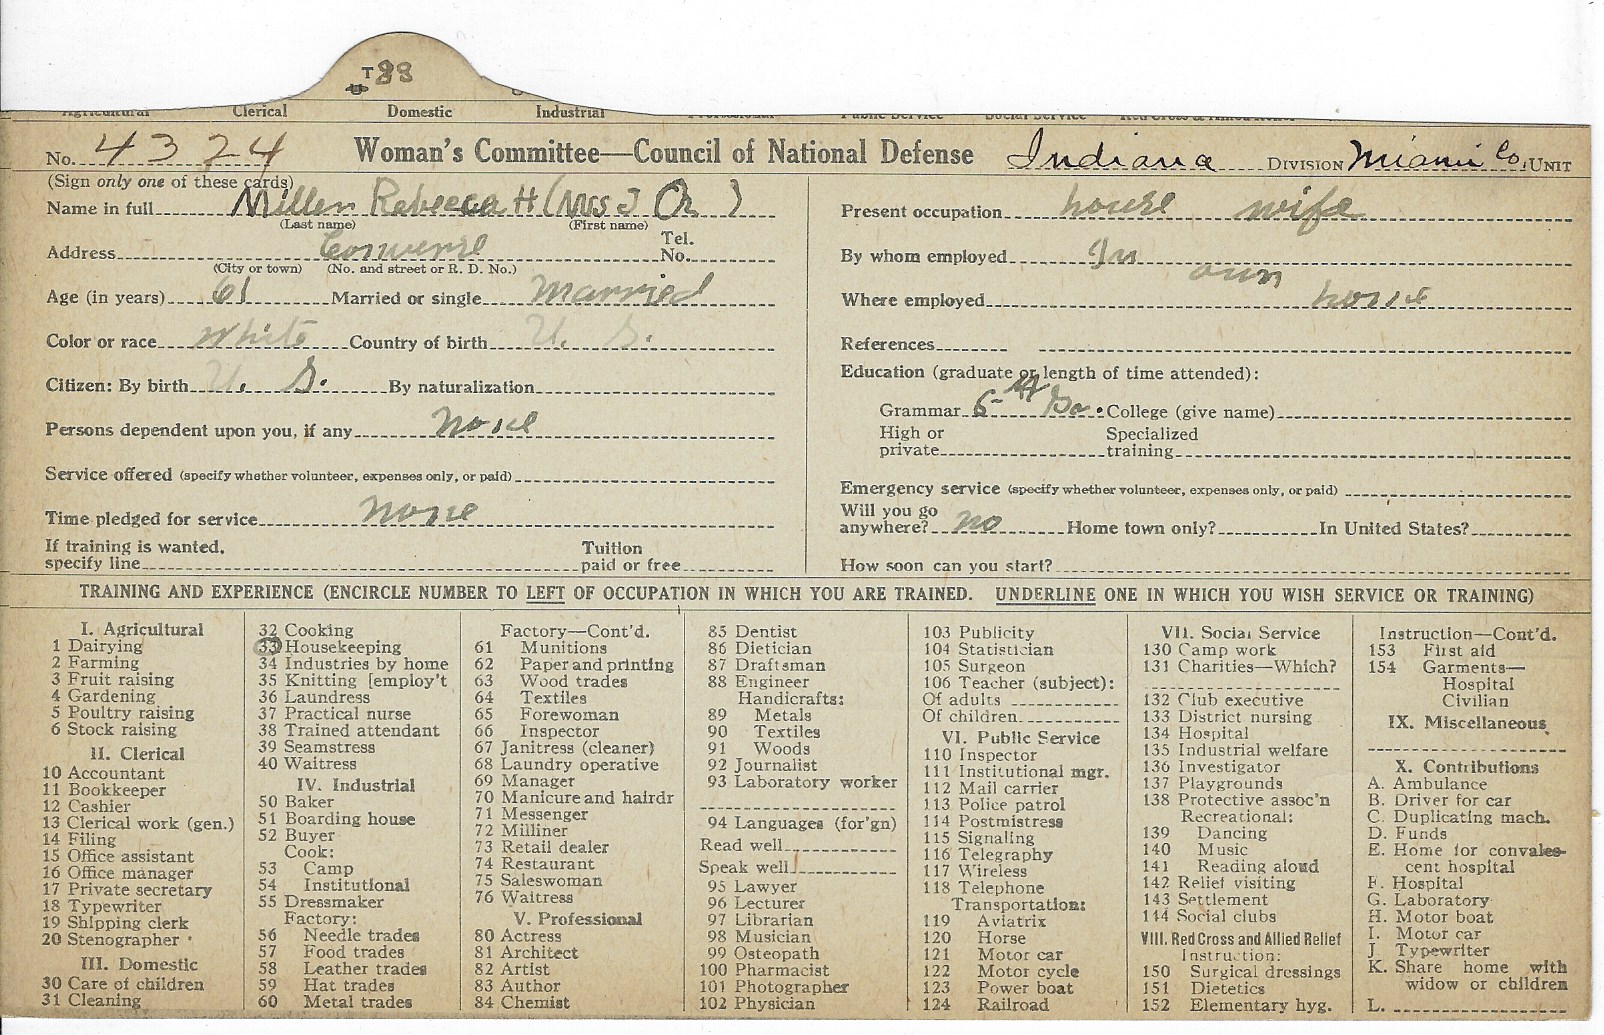 T33
Clerical Domestic Industrial
No. 4324 Woman's Committee—Council of National Defense Indiana DIVISION Miami Co. UNIT
(Sign only one of these cards)
Name in full Miller Rebecca H (Mrs J )
(Last name) (First name)
Address Converse Tel. No.
(City or town) (No. and street or R. D. No.)
Age (in years) 61 Married or single Married
Color or race White Country of birth U. S.
Citizen: By birth U. S. By naturalization
Persons dependent upon you, if any none
Service offered (specify whether volunteer, expenses only, or paid)
Time pledged for service none
If training is wanted, specify line Tuition paid or free
Present occupation house wife
By whom employed In own
Where employed home
References
Education (graduate or length of time attended):
Grammar 6th Gr. College (give name)
High or private Specialized training
Emergency service (specify whether volunteer, expenses only, or paid)
Will you go anywhere? no Home town only? In United States?
How soon can you start?
TRAINING AND EXPERIENCE (ENCIRCLE NUMBER TO LEFT OF OCCUPATION IN WHICH YOU ARE TRAINED. UNDERLINE ONE IN WHICH YOU WISH SERVICE OR TRAINING)
I. Agricultural
1 Dairying
2 Farming
3 Fruit raising
4 Gardening
5 Poultry raising
6 Stock raising
II. Clerical
10 Accountant
11 Bookkeeper
12 Cashier
13 Clerical work (gen.)
14 Filing
15 Office assistant
16 Office manager
17 Private secretary
18 Typewriter
19 Shipping clerk
20 Stenographer
III. Domestic
30 Care of children
31 Cleaning
32 Cooking
33 Housekeeping
34 Industries by home
35 Knitting [employ't
36 Laundress
37 Practical nurse
38 Trained attendant
39 Seamstress
40 Waitress
IV. Industrial
50 Baker
51 Boarding house
52 Buyer
Cook:
53 Camp
54 Institutional
55 Dressmaker
Factory:
56 Needle trades
57 Food trades
58 Leather trades
59 Hat trades
60 Metal trades
Factory—Cont'd.
61 Munitions
62 Paper and printing
63 Wood trades
64 Textiles
65 Forewoman
66 Inspector
67 Janitress (cleaner)
68 Laundry operative
69 Manager
70 Manicure and hairdr
71 Messenger
72 Milliner
73 Retail dealer
74 Restaurant
75 Saleswoman
76 Waitress
V. Professional
80 Actress
81 Architect
82 Artist
83 Author
84 Chemist
85 Dentist
86 Dietician
87 Draftsman
88 Engineer
Handicrafts:
89 Metals
90 Textiles
91 Woods
92 Journalist
93 Laboratory worker
94 Languages (for'gn)
Read well
Speak well
95 Lawyer
96 Lecturer
97 Librarian
98 Musician
99 Osteopath
100 Pharmacist
101 Photographer
102 Physician
103 Publicity
104 Statistician
105 Surgeon
106 Teacher (subject):
Of adults
Of children
VI. Public Service
110 Inspector
111 Institutional mgr.
112 Mail carrier
113 Police patrol
114 Postmistress
115 Signaling
116 Telegraphy
117 Wireless
118 Telephone
Transportation:
119 Aviatrix
120 Horse
121 Motor car
122 Motor cycle
123 Power boat
124 Railroad
VII. Social Service
130 Camp work
131 Charities—Which?
132 Club executive
133 District nursing
134 Hospital
135 Industrial welfare
136 Investigator
137 Playgrounds
138 Protective assoc'n
Recreational:
139 Dancing
140 Music
141 Reading aloud
142 Relief visiting
143 Settlement
144 Social clubs
VIII. Red Cross and Allied Relief
Instruction:
150 Surgical dressings
151 Dietetics
152 Elementary hyg.
Instruction—Cont'd.
153 First aid
154 Garments—
Hospital
Civilian
IX. Miscellaneous
X. Contributions
A. Ambulance
B. Driver for car
C. Duplicating mach.
D. Funds
E. Home for convales-
cent hospital
F. Hospital
G. Laboratory
H. Motor boat
I. Motor car
J. Typewriter
K. Share home with
widow or children
L.